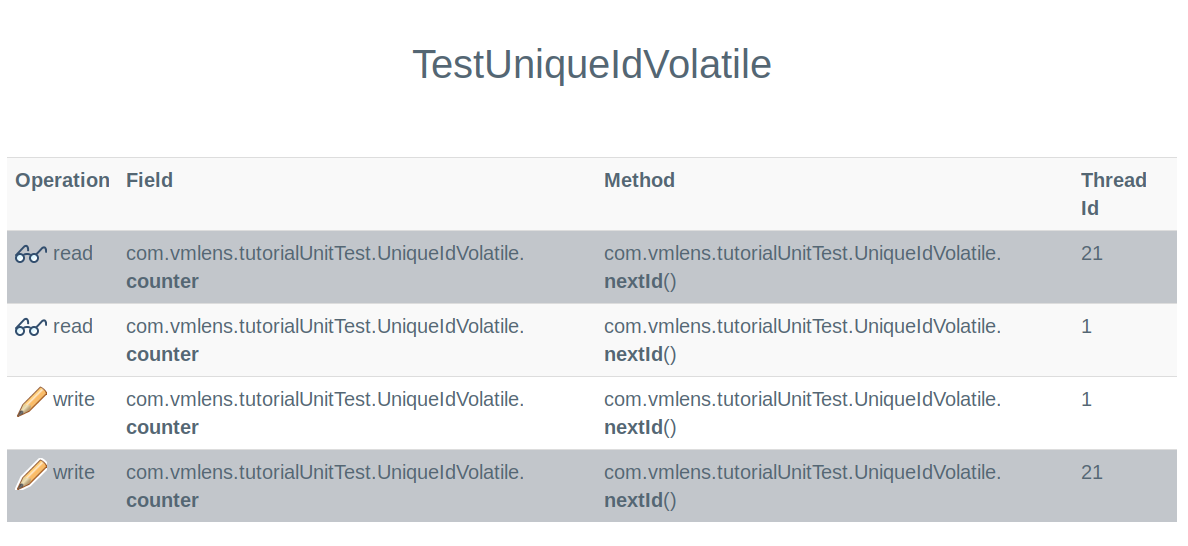 TestUniqueIdVolatile
Operation Field Method Thread
Id
read com.vmlens.tutorialUnitTest.UniqueIdVolatile. com.vmlens.tutorialUnitTest.UniqueIdVolatile. 21
counter nextId()
read com.vmlens.tutorialUnitTest.UniqueIdVolatile. com.vmlens.tutorialUnitTest.UniqueIdVolatile. 1
counter nextId()
write com.vmlens.tutorialUnitTest.UniqueIdVolatile. com.vmlens.tutorialUnitTest.UniqueIdVolatile. 1
counter nextId()
write com.vmlens.tutorialUnitTest.UniqueIdVolatile. com.vmlens.tutorialUnitTest.UniqueIdVolatile. 21
counter nextId()